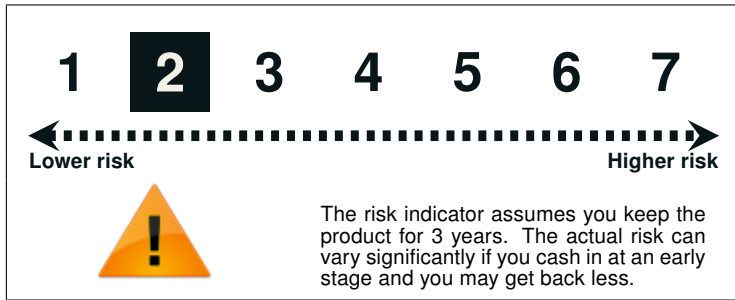 1 2 3 4 5 6 7
Lower risk Higher risk
The risk indicator assumes you keep the
product for 3 years. The actual risk can
vary significantly if you cash in at an early
stage and you may get back less.